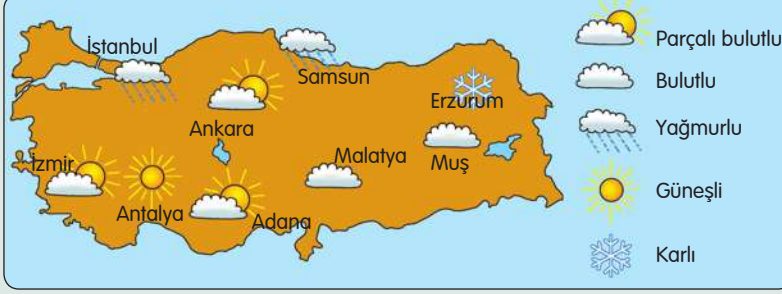 İstanbul
Samsun
Erzurum
Ankara
Malatya
Muş
İzmir
Antalya
Adana
Parçalı bulutlu
Bulutlu
Yağmurlu
Güneşli
Karlı